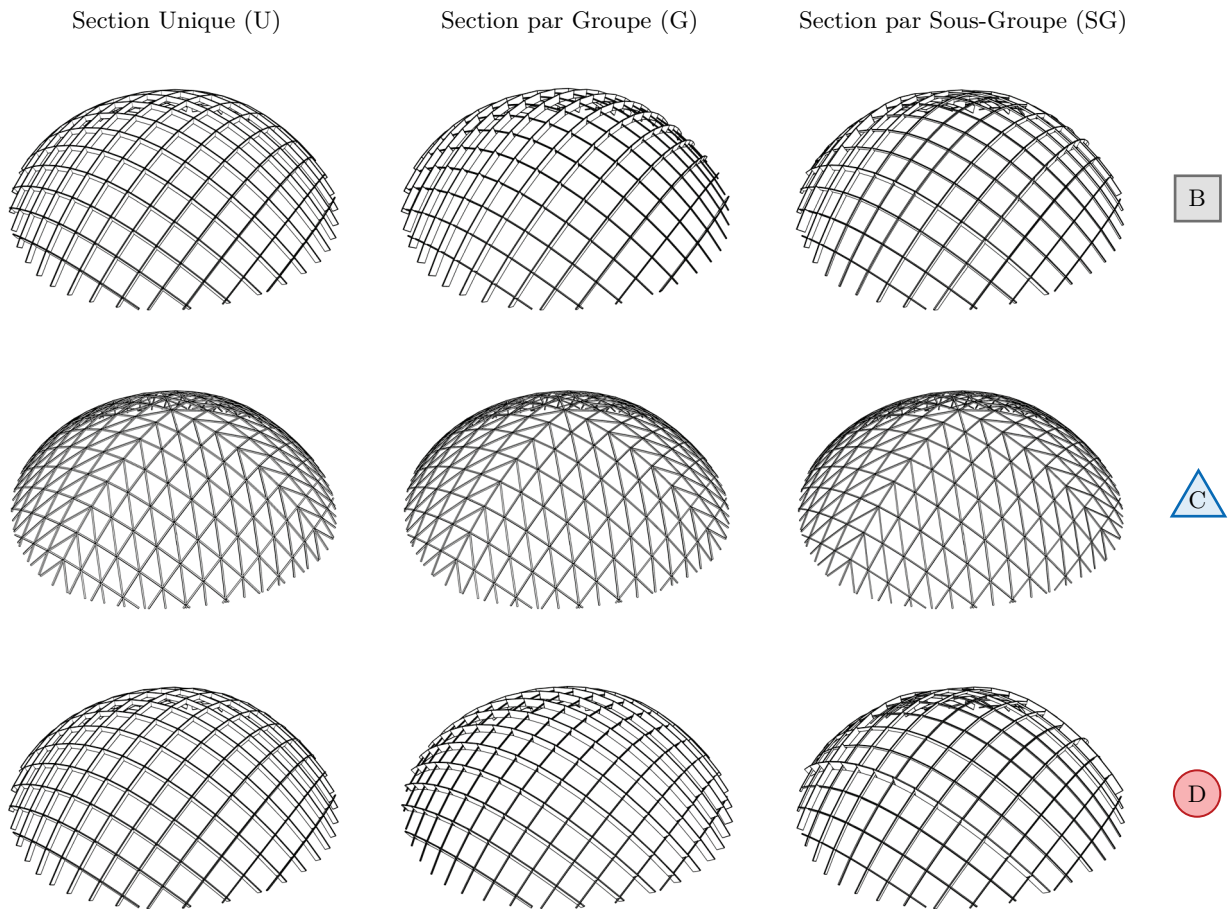 Section Unique (U)
Section par Groupe (G)
Section par Sous-Groupe (SG)
B
C
D